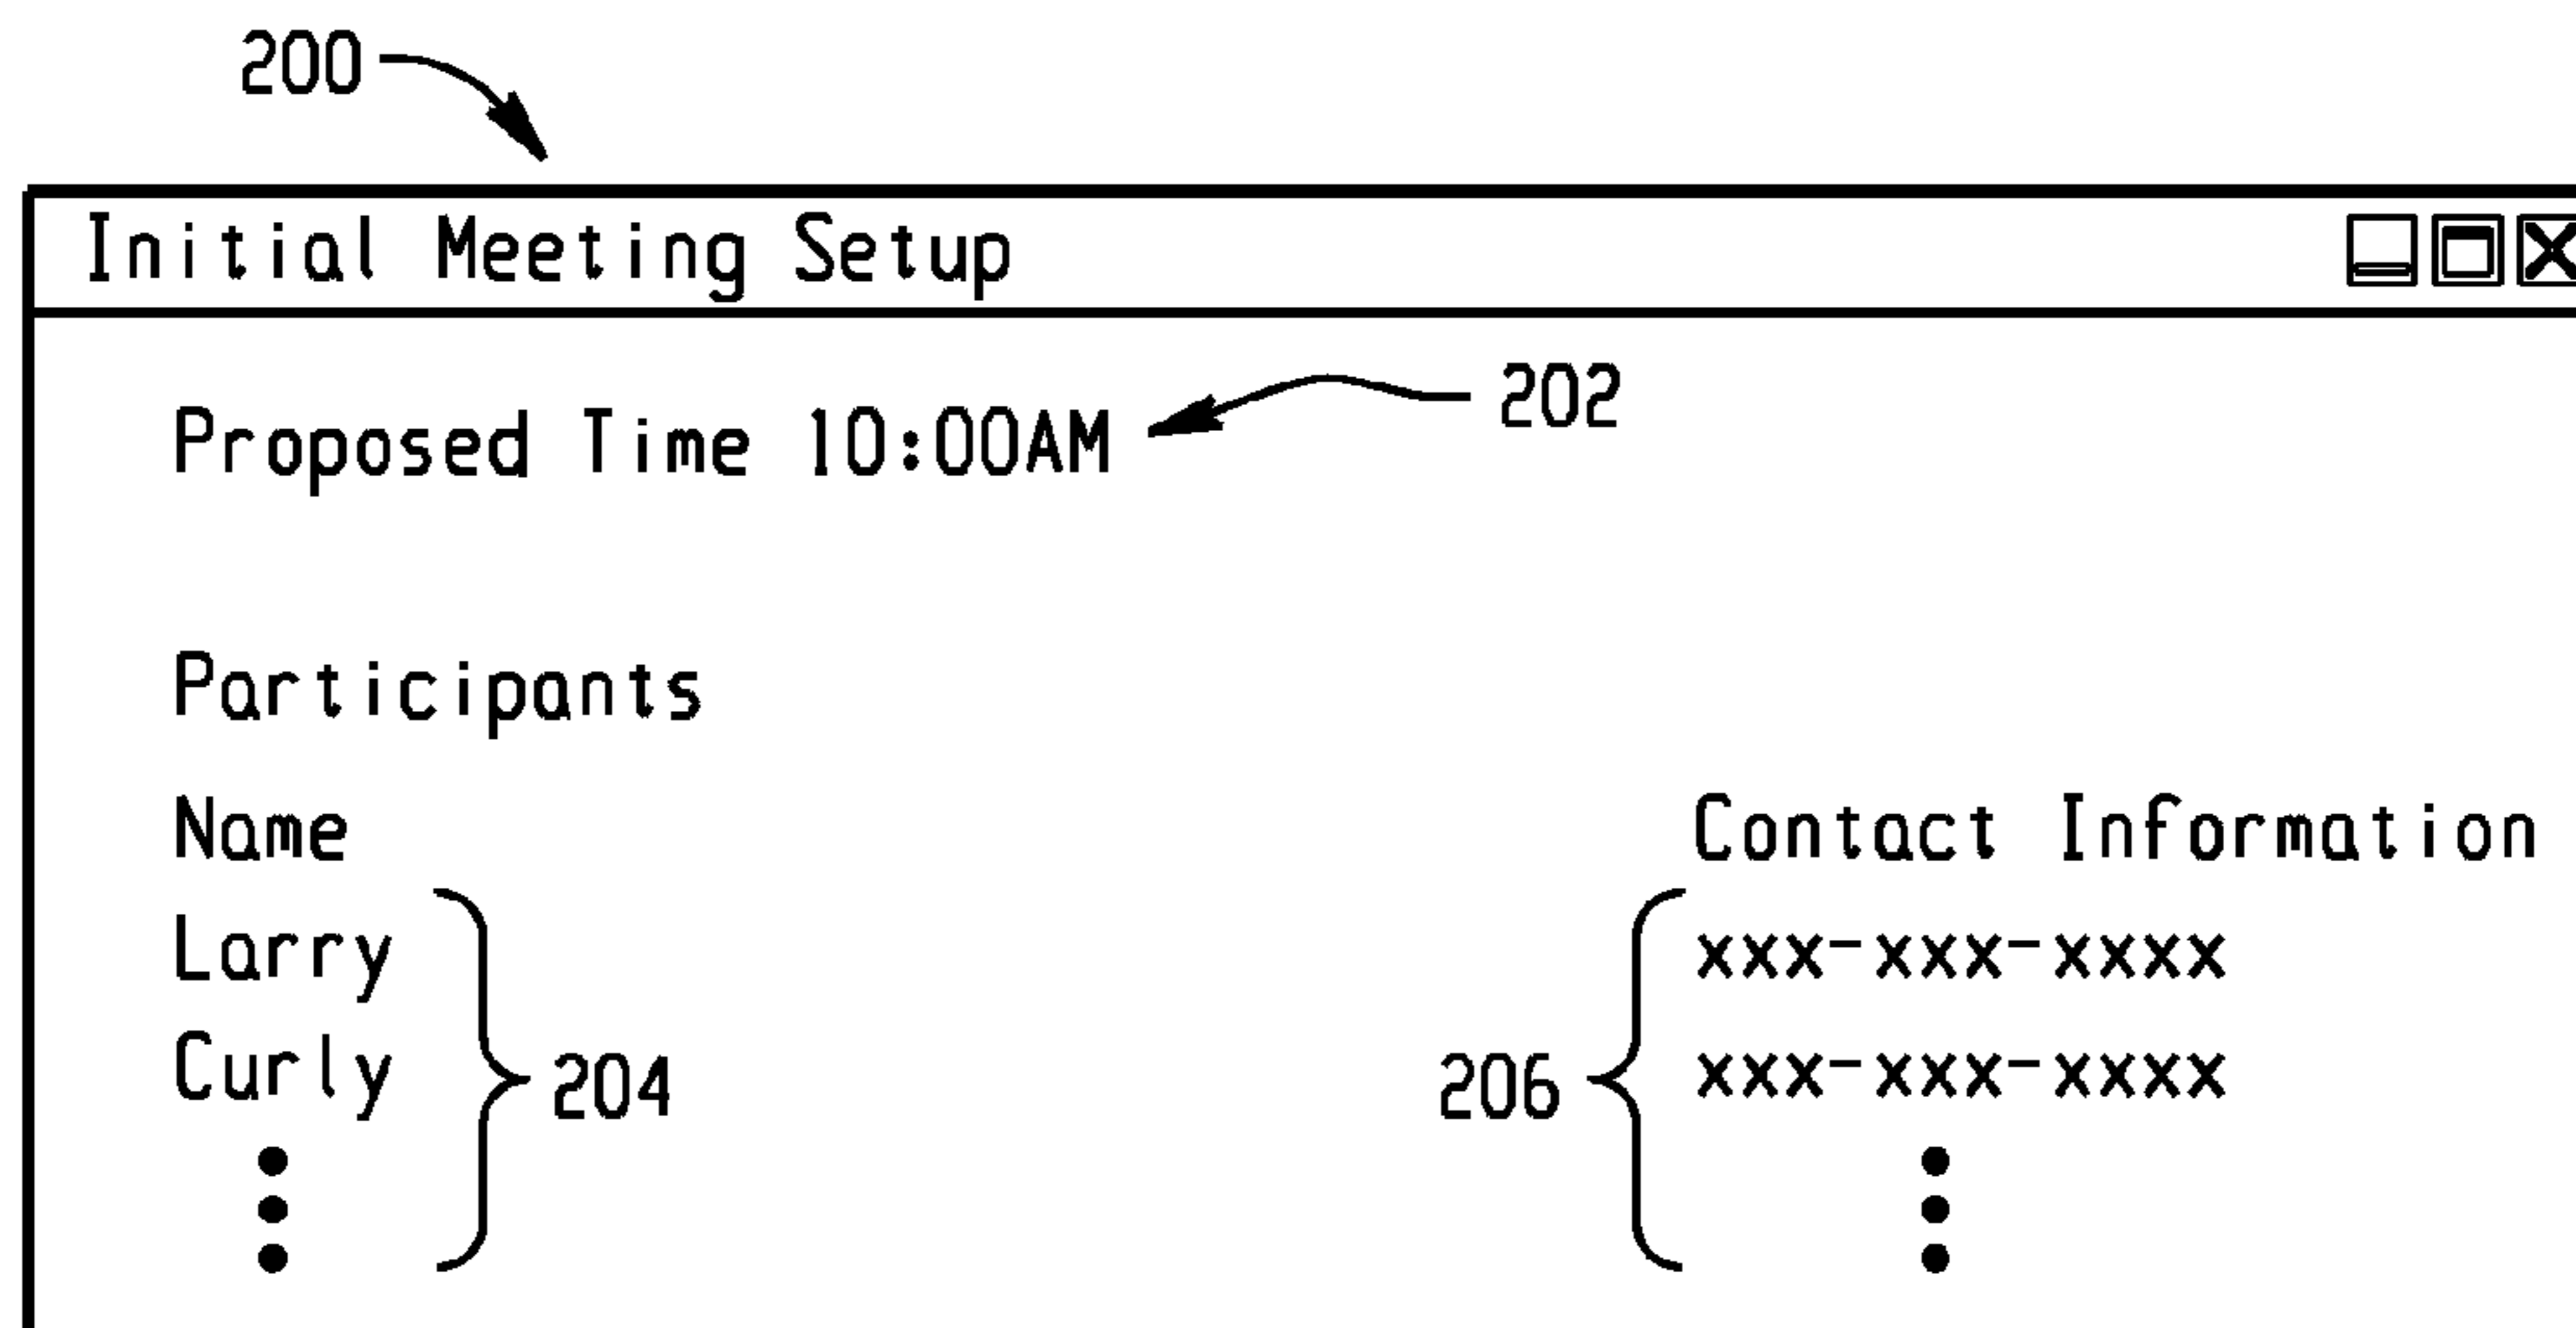 200
Initial Meeting Setup
Proposed Time 10:00AM 202
Participants
Name Contact Information
Larry xxx-xxx-xxxx
Curly xxx-xxx-xxxx
204 206